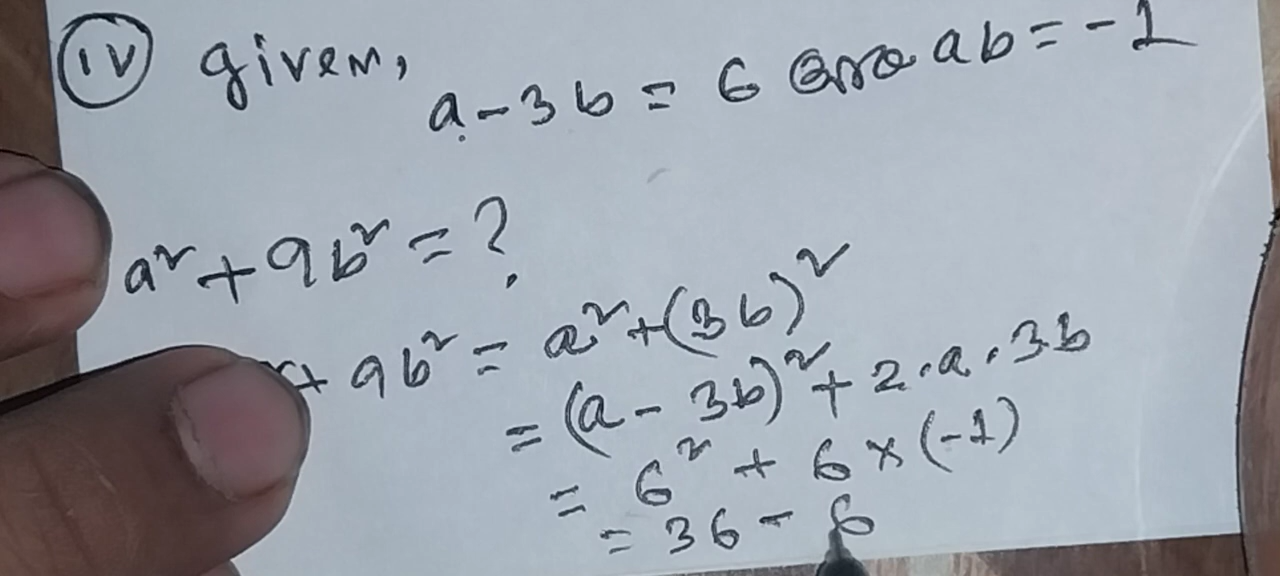 (iv) given,
a - 3b = 6 এবং ab = -1
a² + 9b² = ?
+ 9b² = a² + (3b)²
= (a - 3b)² + 2.a.3b
= 6² + 6 × (-1)
= 36 - 6